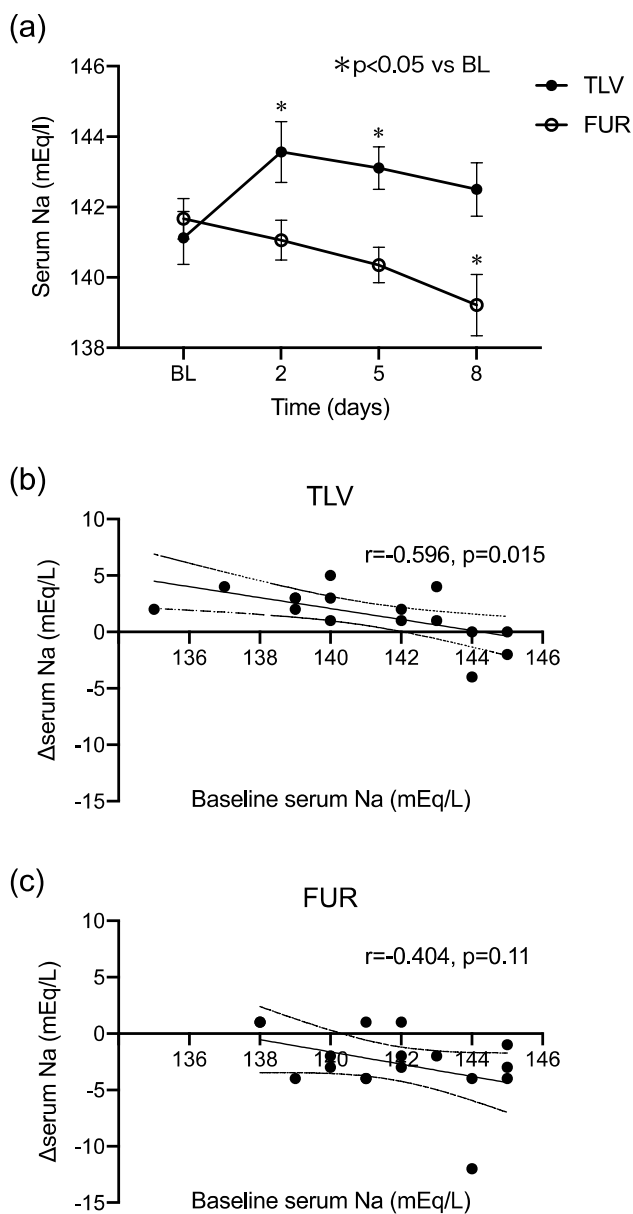 (a)
146
144
142
140
138
Serum Na (mEq/l)
*p<0.05 vs BL
TLV
FUR
*
*
*
BL 2 5 8
Time (days)
(b)
TLV
10
5
0
-5
-10
-15
Δserum Na (mEq/L)
r=-0.596, p=0.015
136 138 140 142 144 146
Baseline serum Na (mEq/L)
(c)
FUR
10
5
0
-5
-10
-15
Δserum Na (mEq/L)
r=-0.404, p=0.11
136 138 140 142 144 146
Baseline serum Na (mEq/L)